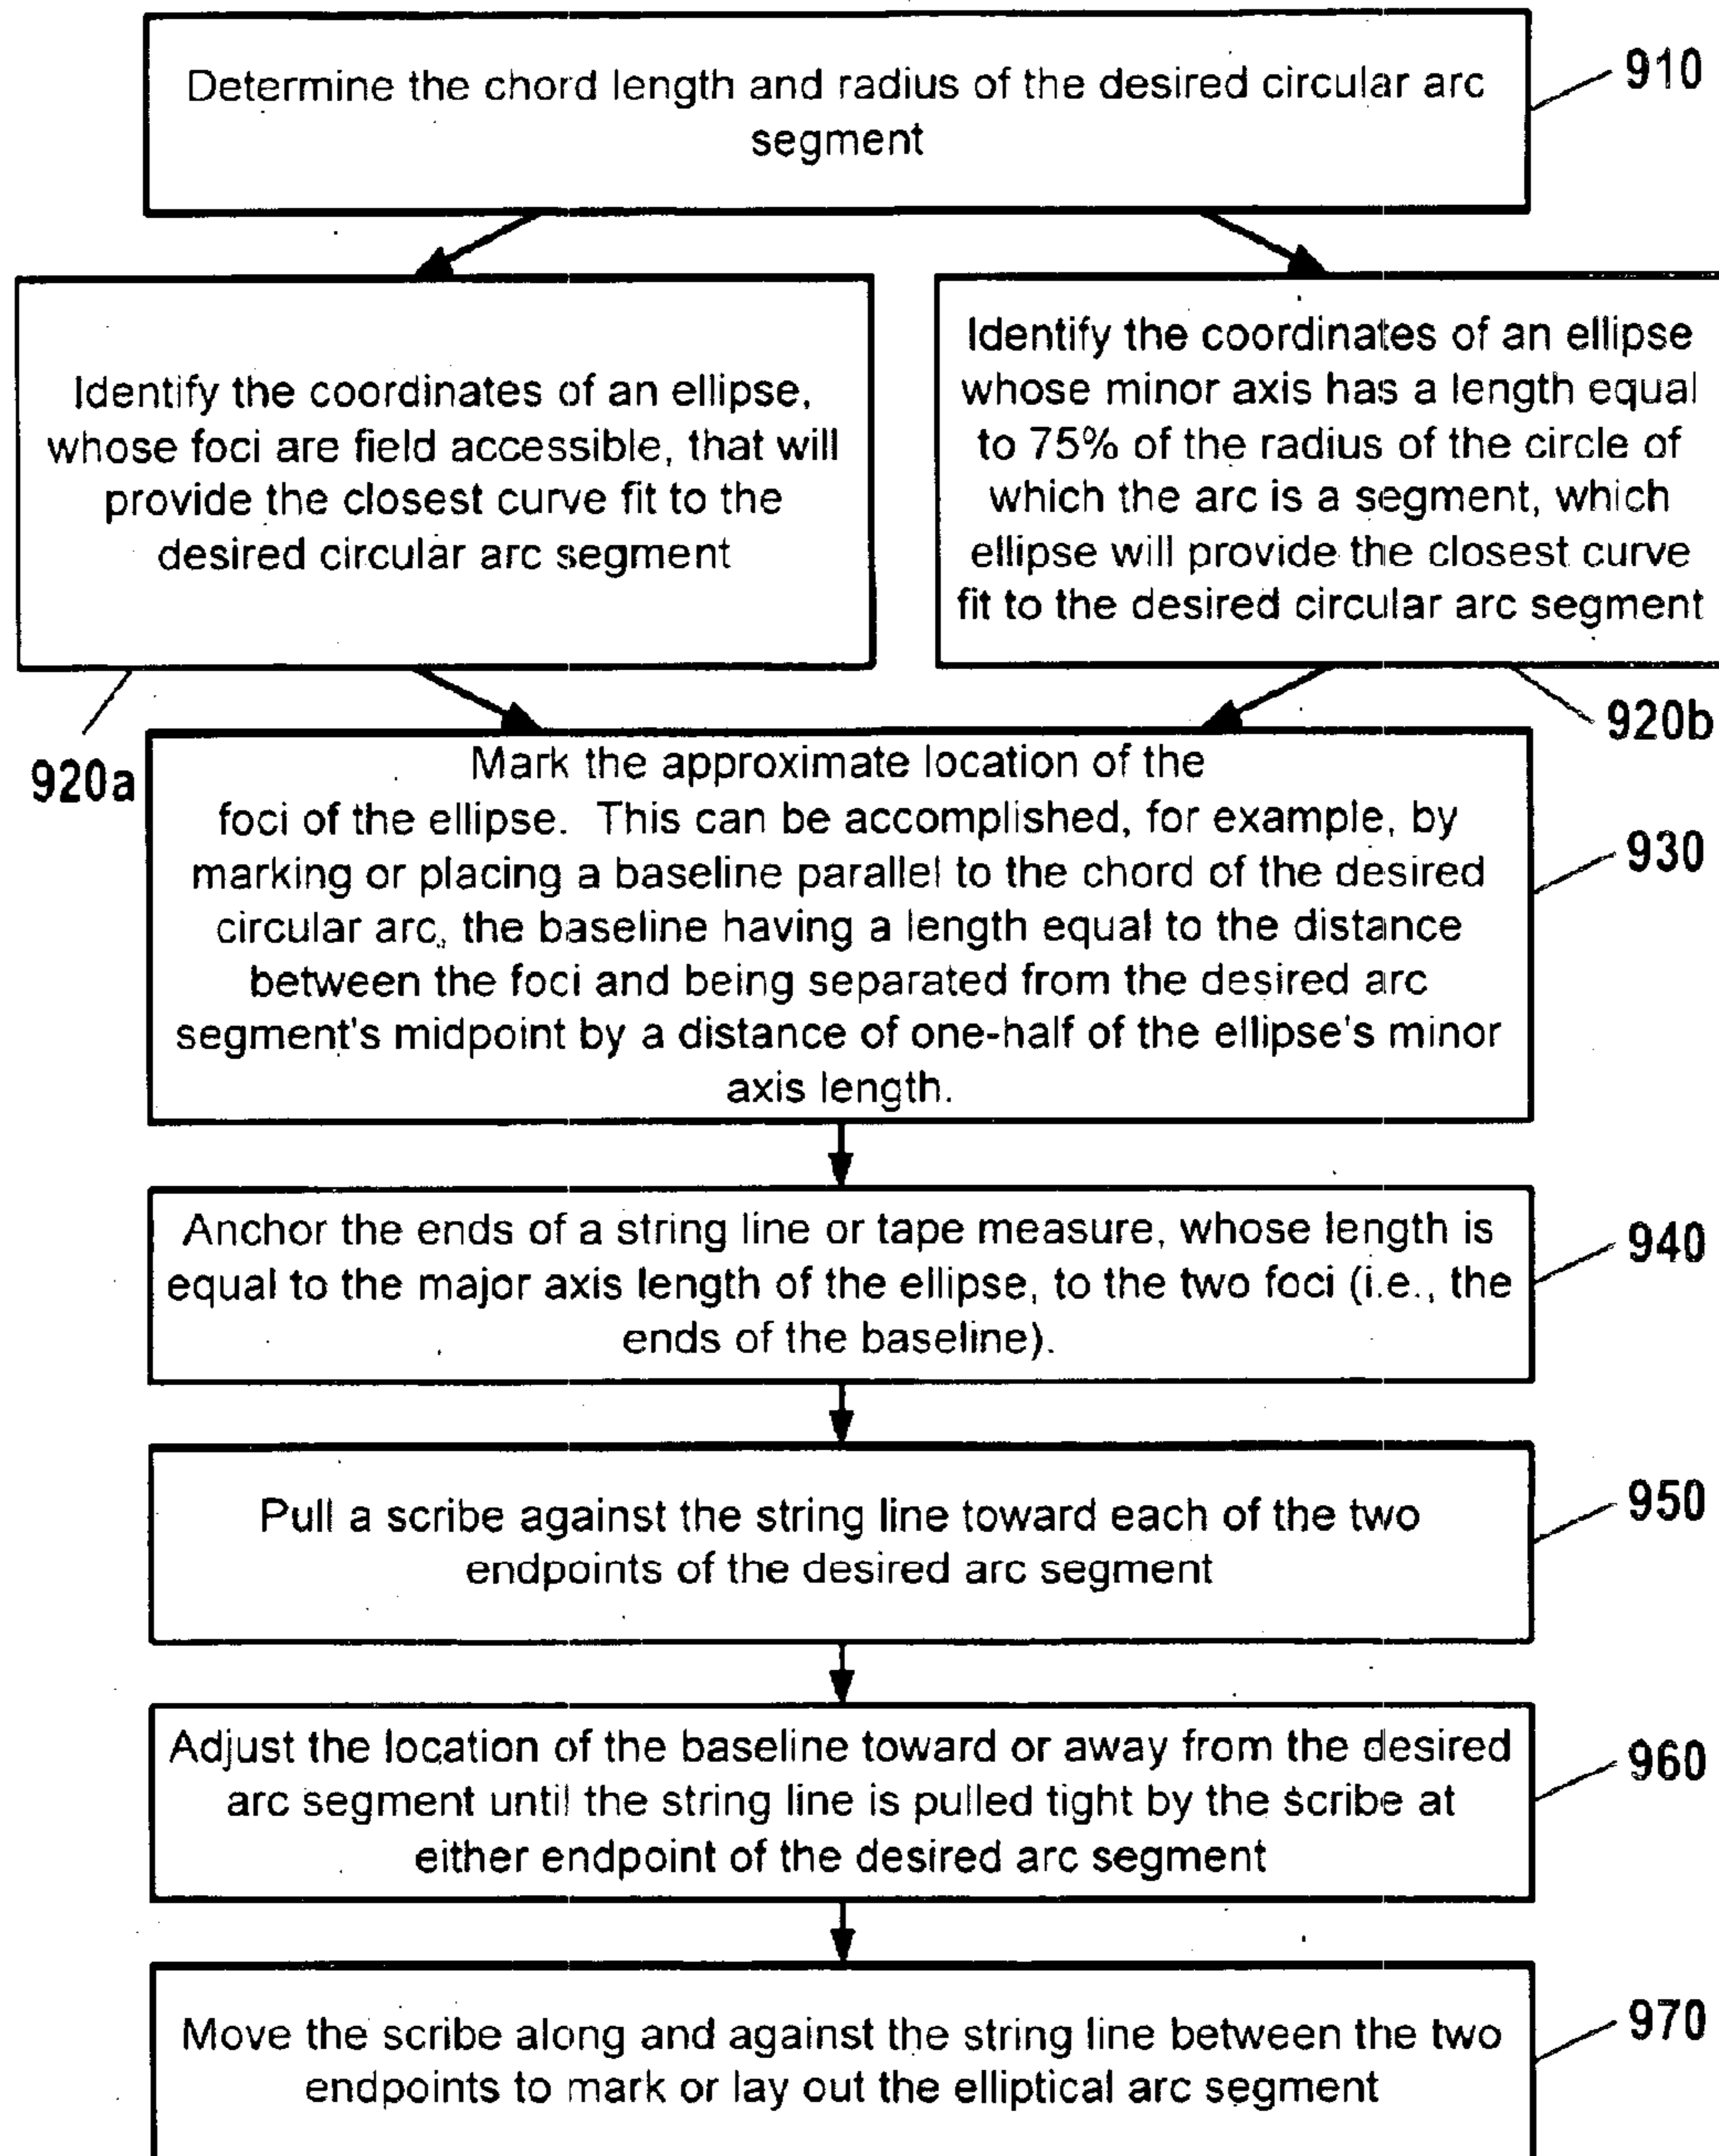 Determine the chord length and radius of the desired circular arc
segment
910
Identify the coordinates of an ellipse,
whose foci are field accessible, that will
provide the closest curve fit to the
desired circular arc segment
920a
Identify the coordinates of an ellipse
whose minor axis has a length equal
to 75% of the radius of the circle of
which the arc is a segment, which
ellipse will provide the closest curve
fit to the desired circular arc segment
920b
Mark the approximate location of the
foci of the ellipse. This can be accomplished, for example, by
marking or placing a baseline parallel to the chord of the desired
circular arc, the baseline having a length equal to the distance
between the foci and being separated from the desired arc
segment's midpoint by a distance of one-half of the ellipse's minor
axis length.
930
Anchor the ends of a string line or tape measure, whose length is
equal to the major axis length of the ellipse, to the two foci (i.e., the
ends of the baseline).
940
Pull a scribe against the string line toward each of the two
endpoints of the desired arc segment
950
Adjust the location of the baseline toward or away from the desired
arc segment until the string line is pulled tight by the scribe at
either endpoint of the desired arc segment
960
Move the scribe along and against the string line between the two
endpoints to mark or lay out the elliptical arc segment
970